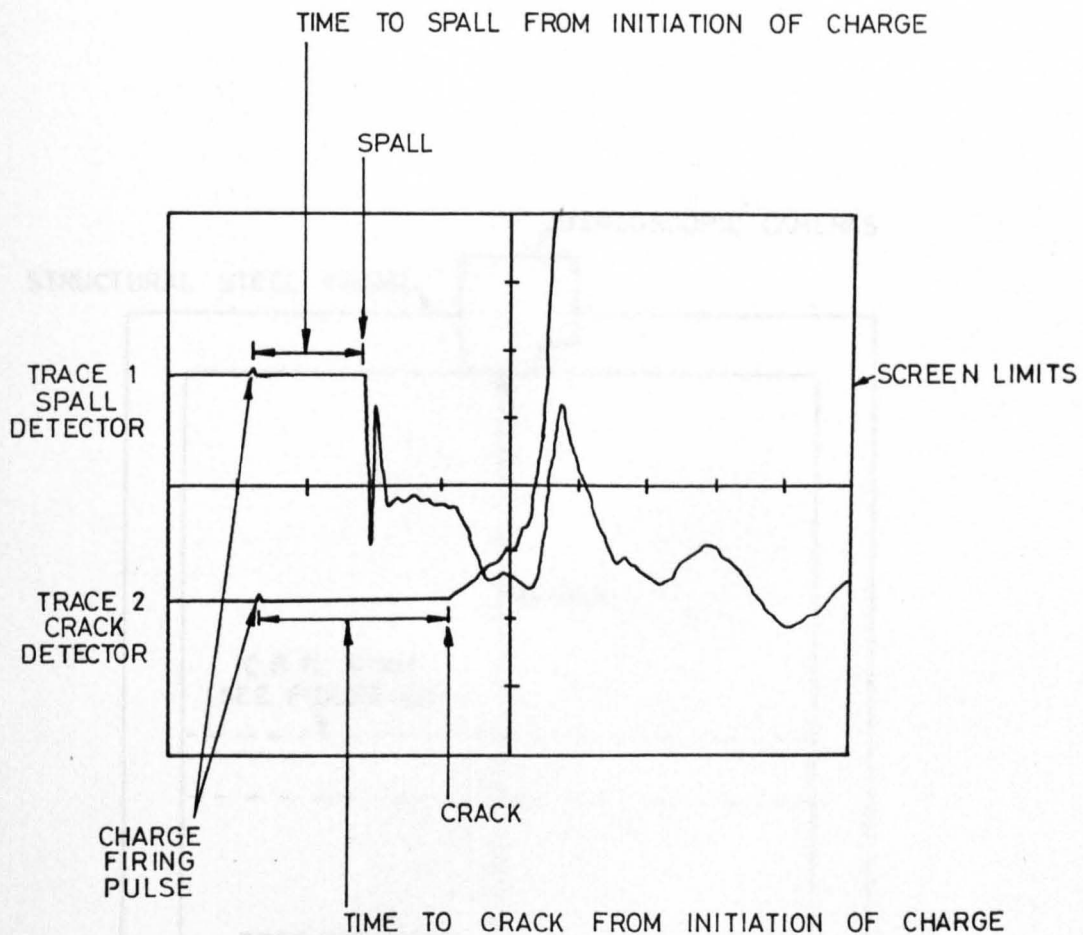 TIME TO SPALL FROM INITIATION OF CHARGE
SPALL
TRACE 1
SPALL
DETECTOR
SCREEN LIMITS
TRACE 2
CRACK
DETECTOR
CRACK
CHARGE
FIRING
PULSE
TIME TO CRACK FROM INITIATION OF CHARGE